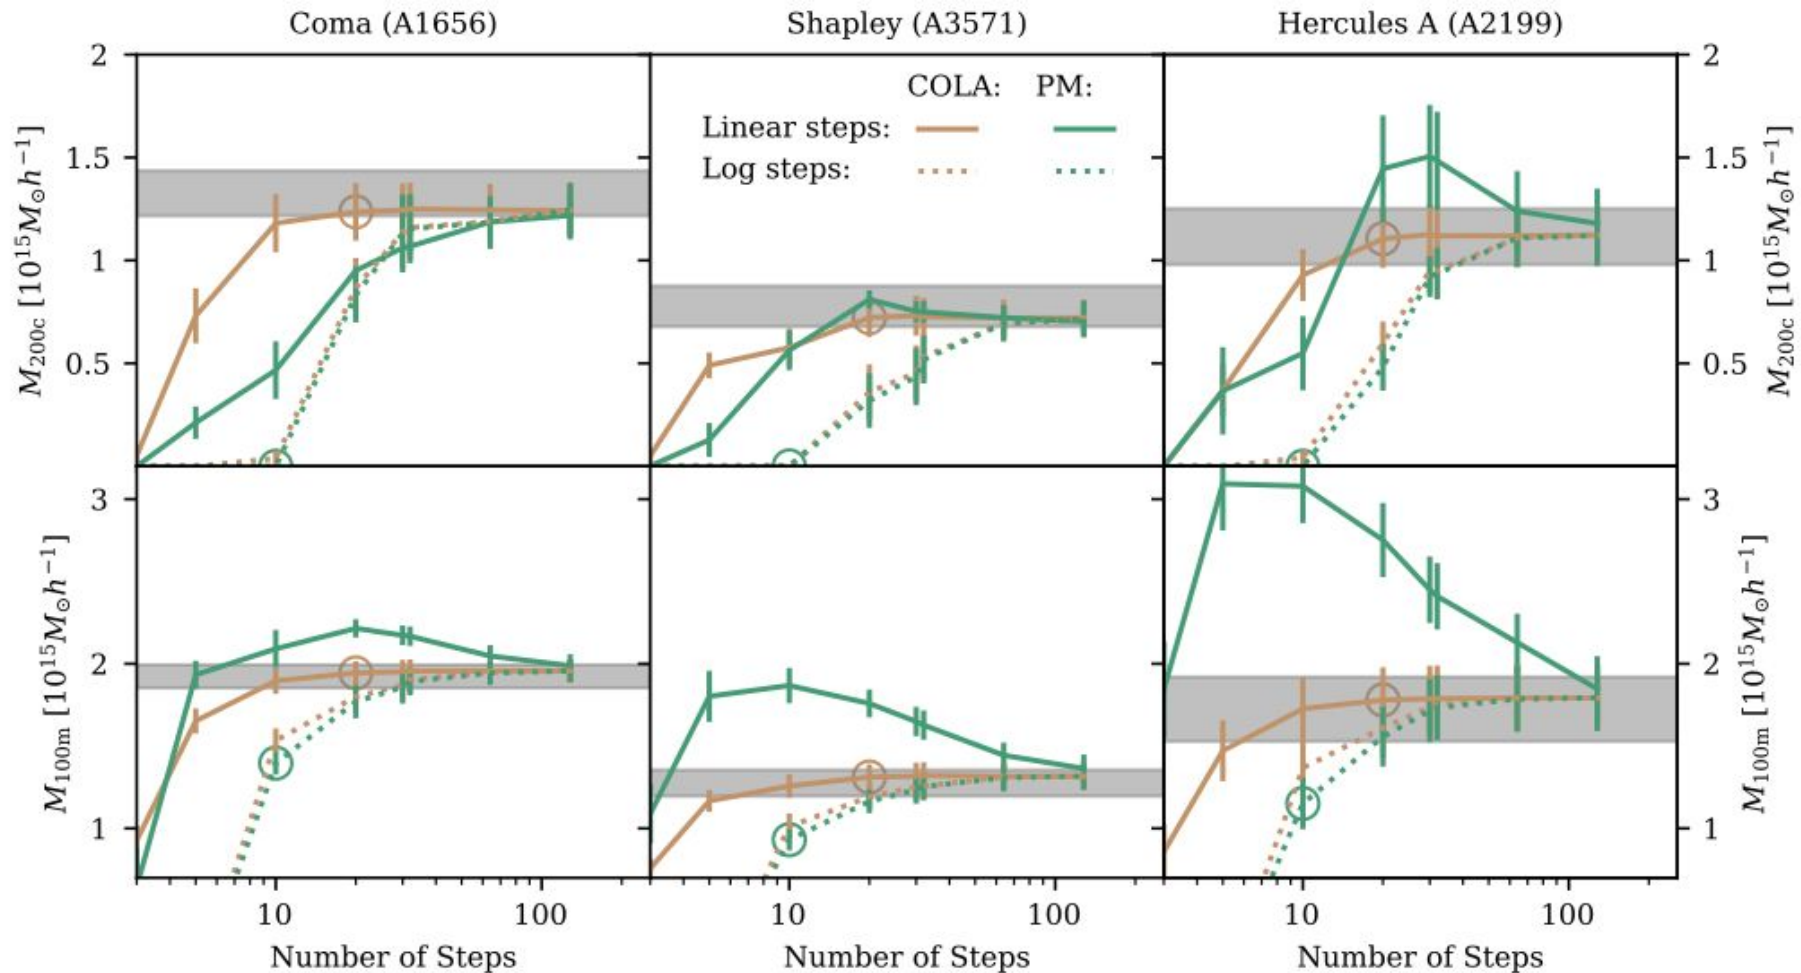 Coma (A1656)
Shapley (A3571)
Hercules A (A2199)
2
1.5
1
0.5
M200c [10^15 M⊙h^−1]
COLA: PM:
Linear steps:
Log steps:
2
1.5
1
0.5
M200c [10^15 M⊙h^−1]
3
2
1
M100m [10^15 M⊙h^−1]
3
2
1
M100m [10^15 M⊙h^−1]
10 100
10 100
10 100
Number of Steps
Number of Steps
Number of Steps